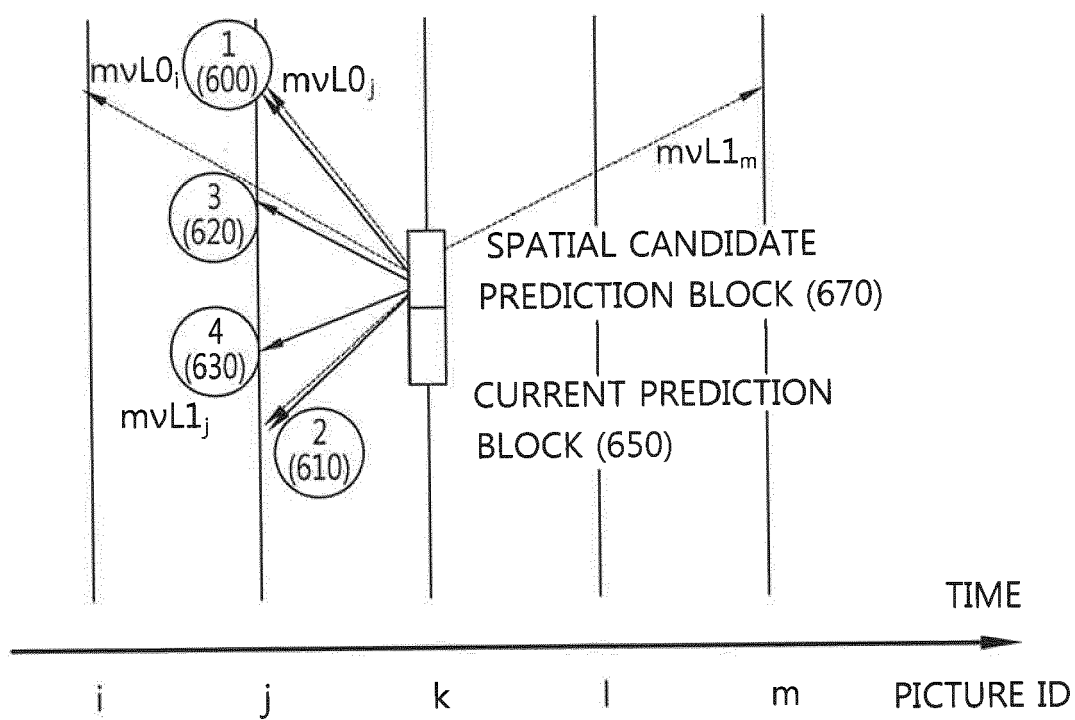 1
(600)
mvL0i
mvL0j
mvL1m
3
(620)
SPATIAL CANDIDATE
PREDICTION BLOCK (670)
4
(630)
mvL1j
CURRENT PREDICTION
BLOCK (650)
2
(610)
TIME
i j k l m PICTURE ID